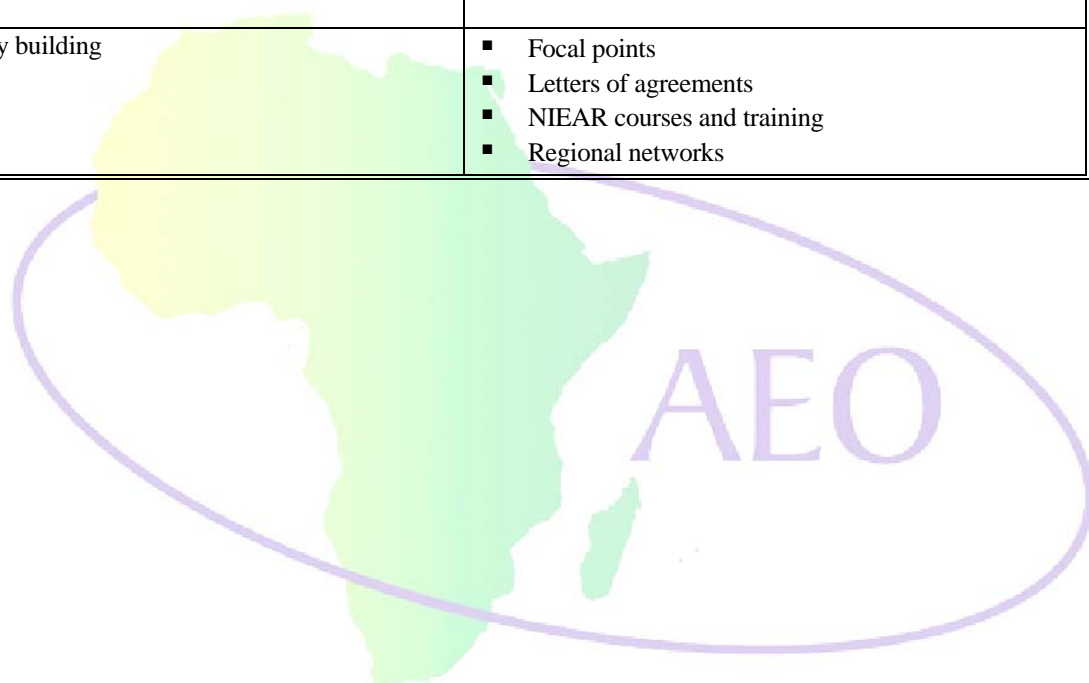 y building
▪ Focal points
▪ Letters of agreements
▪ NIEAR courses and training
▪ Regional networks
AEO